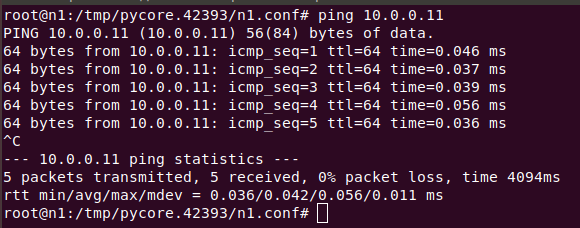 root@n1:/tmp/pycore.42393/n1.conf# ping 10.0.0.11
PING 10.0.0.11 (10.0.0.11) 56(84) bytes of data.
64 bytes from 10.0.0.11: icmp_seq=1 ttl=64 time=0.046 ms
64 bytes from 10.0.0.11: icmp_seq=2 ttl=64 time=0.037 ms
64 bytes from 10.0.0.11: icmp_seq=3 ttl=64 time=0.039 ms
64 bytes from 10.0.0.11: icmp_seq=4 ttl=64 time=0.056 ms
64 bytes from 10.0.0.11: icmp_seq=5 ttl=64 time=0.036 ms
^C
--- 10.0.0.11 ping statistics ---
5 packets transmitted, 5 received, 0% packet loss, time 4094ms
rtt min/avg/max/mdev = 0.036/0.042/0.056/0.011 ms
root@n1:/tmp/pycore.42393/n1.conf#